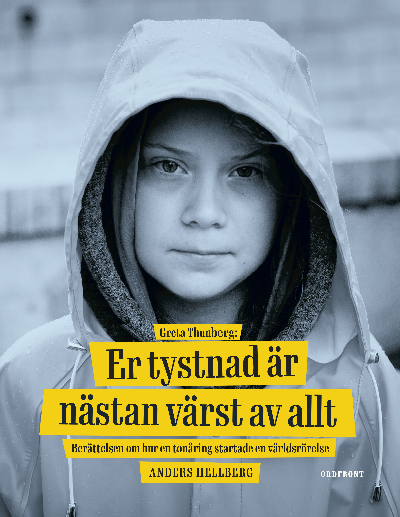 Greta Thunberg:
Er tystnad är
nästan värst av allt
Berättelsen om hur en tonåring startade en världsrörelse
ANDERS HELLBERG
ORDFRONT